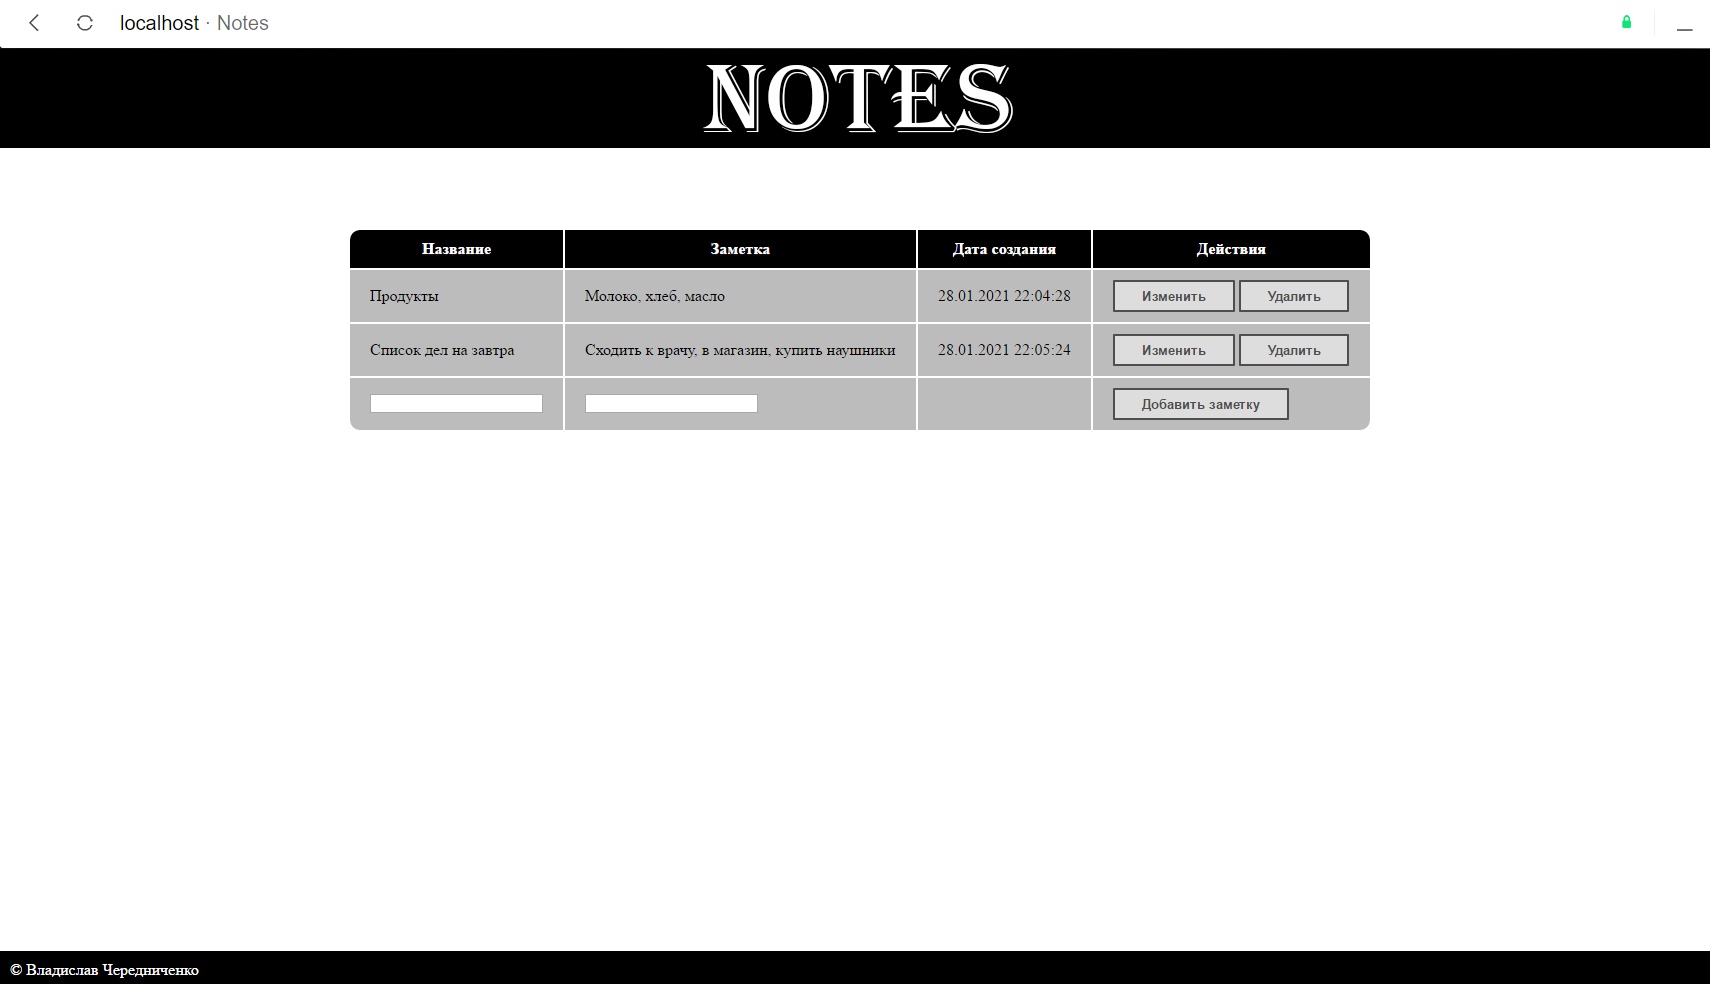 localhost · Notes
NOTES
Название Заметка Дата создания Действия
Продукты Молоко, хлеб, масло 28.01.2021 22:04:28 Изменить Удалить
Список дел на завтра Сходить к врачу, в магазин, купить наушники 28.01.2021 22:05:24 Изменить Удалить
Добавить заметку
© Владислав Чередниченко